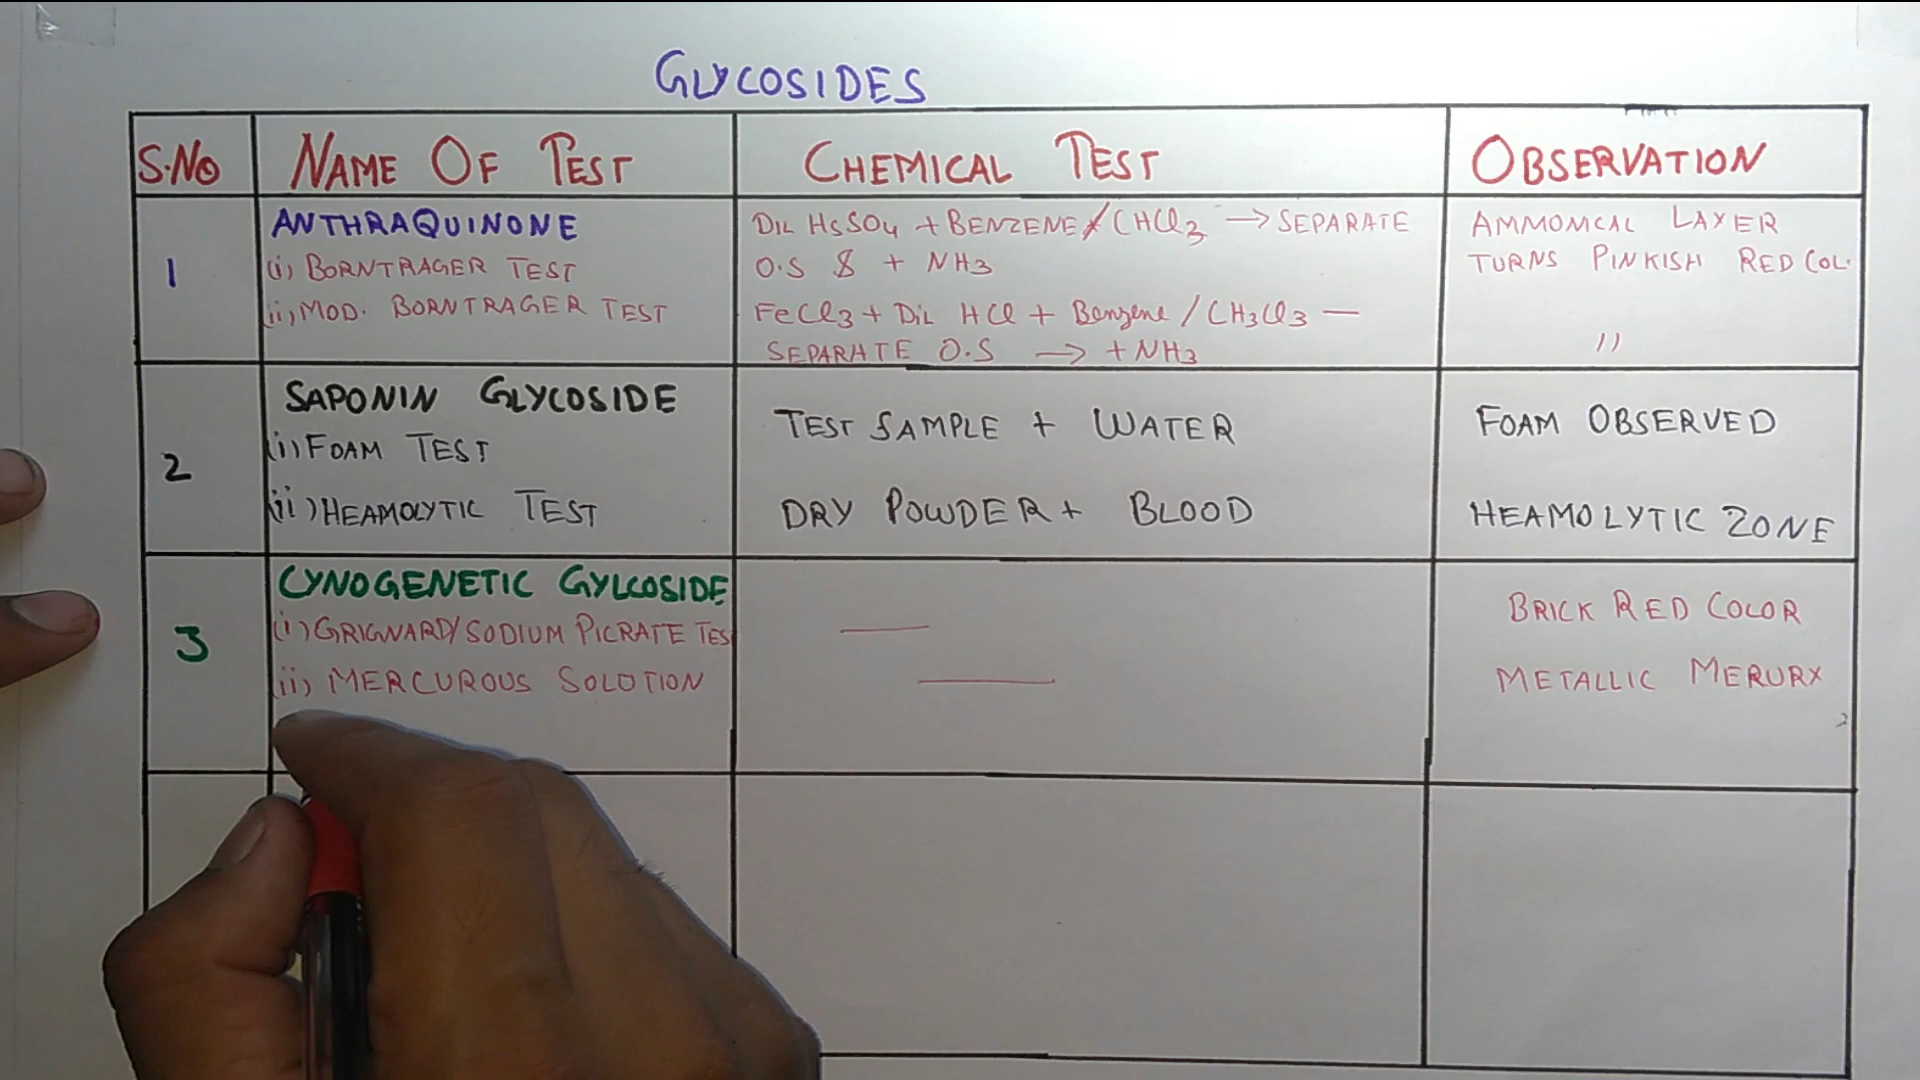 GLYCOSIDES
S.NO NAME OF TEST CHEMICAL TEST OBSERVATION
1
ANTHRAQUINONE
(i) BORNTRAGER TEST
(ii) MOD. BORNTRAGER TEST
DIL HsSO4 + BENZENE / CHCl3 → SEPARATE
O.S & + NH3
FeCl3 + DIL HCl + Benzene / CH3Cl3 —
SEPARATE O.S → + NH3
AMMONICAL LAYER
TURNS PINKISH RED COL.
〃
2
SAPONIN GLYCOSIDE
(i) FOAM TEST
(ii) HEAMOLYTIC TEST
TEST SAMPLE + WATER
DRY POWDER + BLOOD
FOAM OBSERVED
HEAMOLYTIC ZONE
3
CYNOGENETIC GYLCOSIDE
(i) GRIGNARD/SODIUM PICRATE TES
(ii) MERCUROUS SOLOTION
BRICK RED COLOR
METALLIC MERURY